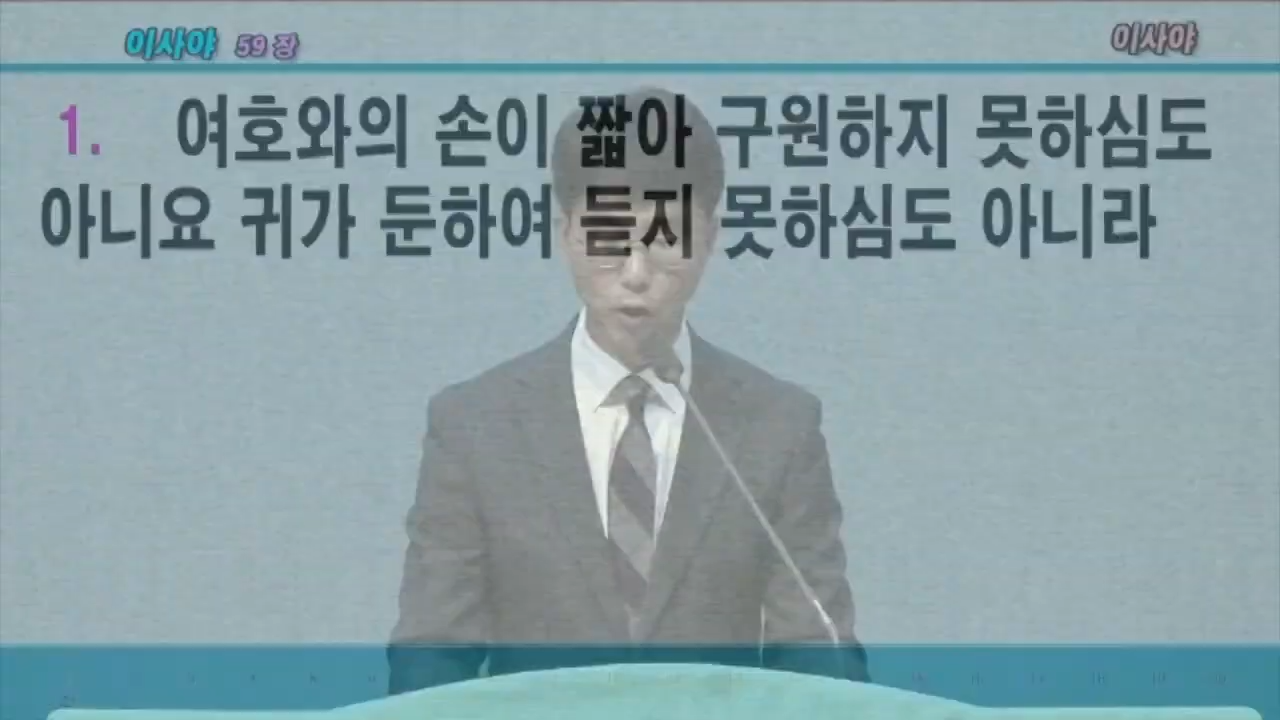 이사야 59 장
이사야
1. 여호와의 손이 짧아 구원하지 못하심도
아니요 귀가 둔하여 듣지 못하심도 아니라